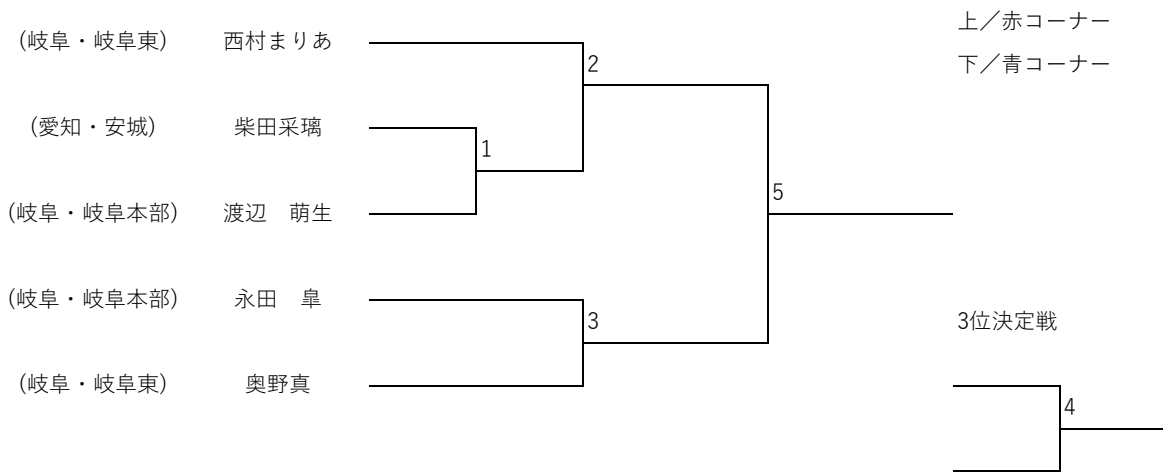 上／赤コーナー
(岐阜・岐阜東) 西村まりあ
2
下／青コーナー
(愛知・安城) 柴田采璃
1
5
(岐阜・岐阜本部) 渡辺　萌生
(岐阜・岐阜本部) 永田　皐
3
3位決定戦
(岐阜・岐阜東) 奥野真
4